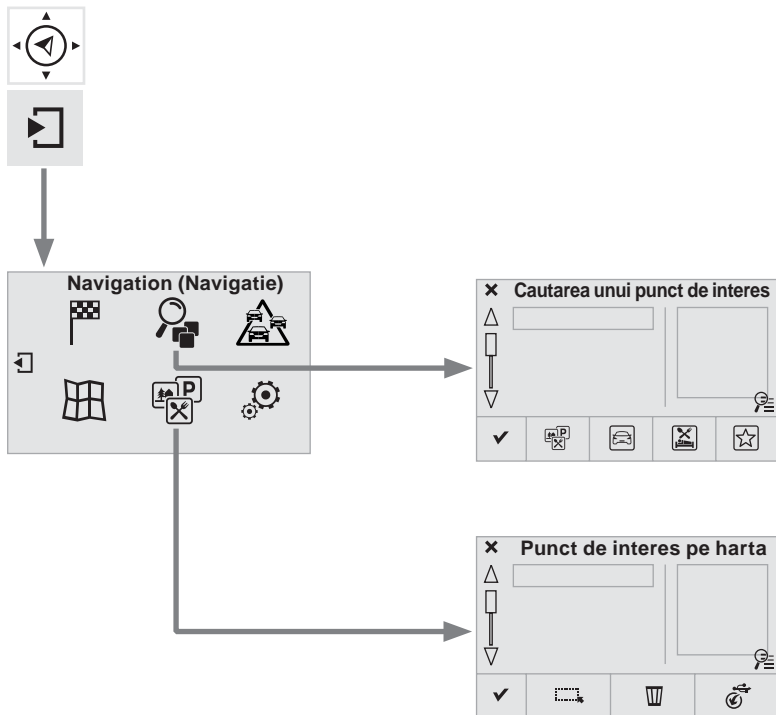 Navigation (Navigatie)
P
P
Cautarea unui punct de interes
P
Punct de interes pe harta